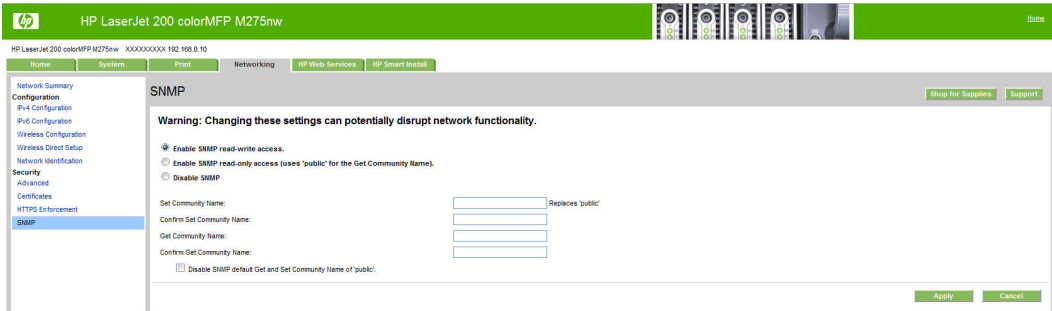 hp HP LaserJet 200 colorMFP M275nw Home
HP LaserJet 200 colorMFP M275nw XXXXXXXXX 192.168.0.10
Home System Print Networking HP Web Services HP Smart Install
Network Summary
Configuration
IPv4 Configuration
IPv6 Configuration
Wireless Configuration
Wireless Direct Setup
Network Identification
Security
Advanced
Certificates
HTTPS Enforcement
SNMP
SNMP Shop for Supplies Support
Warning: Changing these settings can potentially disrupt network functionality.
Enable SNMP read-write access.
Enable SNMP read-only access (uses 'public' for the Get Community Name).
Disable SNMP
Set Community Name: Replaces 'public'
Confirm Set Community Name:
Get Community Name:
Confirm Get Community Name:
Disable SNMP default Get and Set Community Name of 'public'.
Apply Cancel